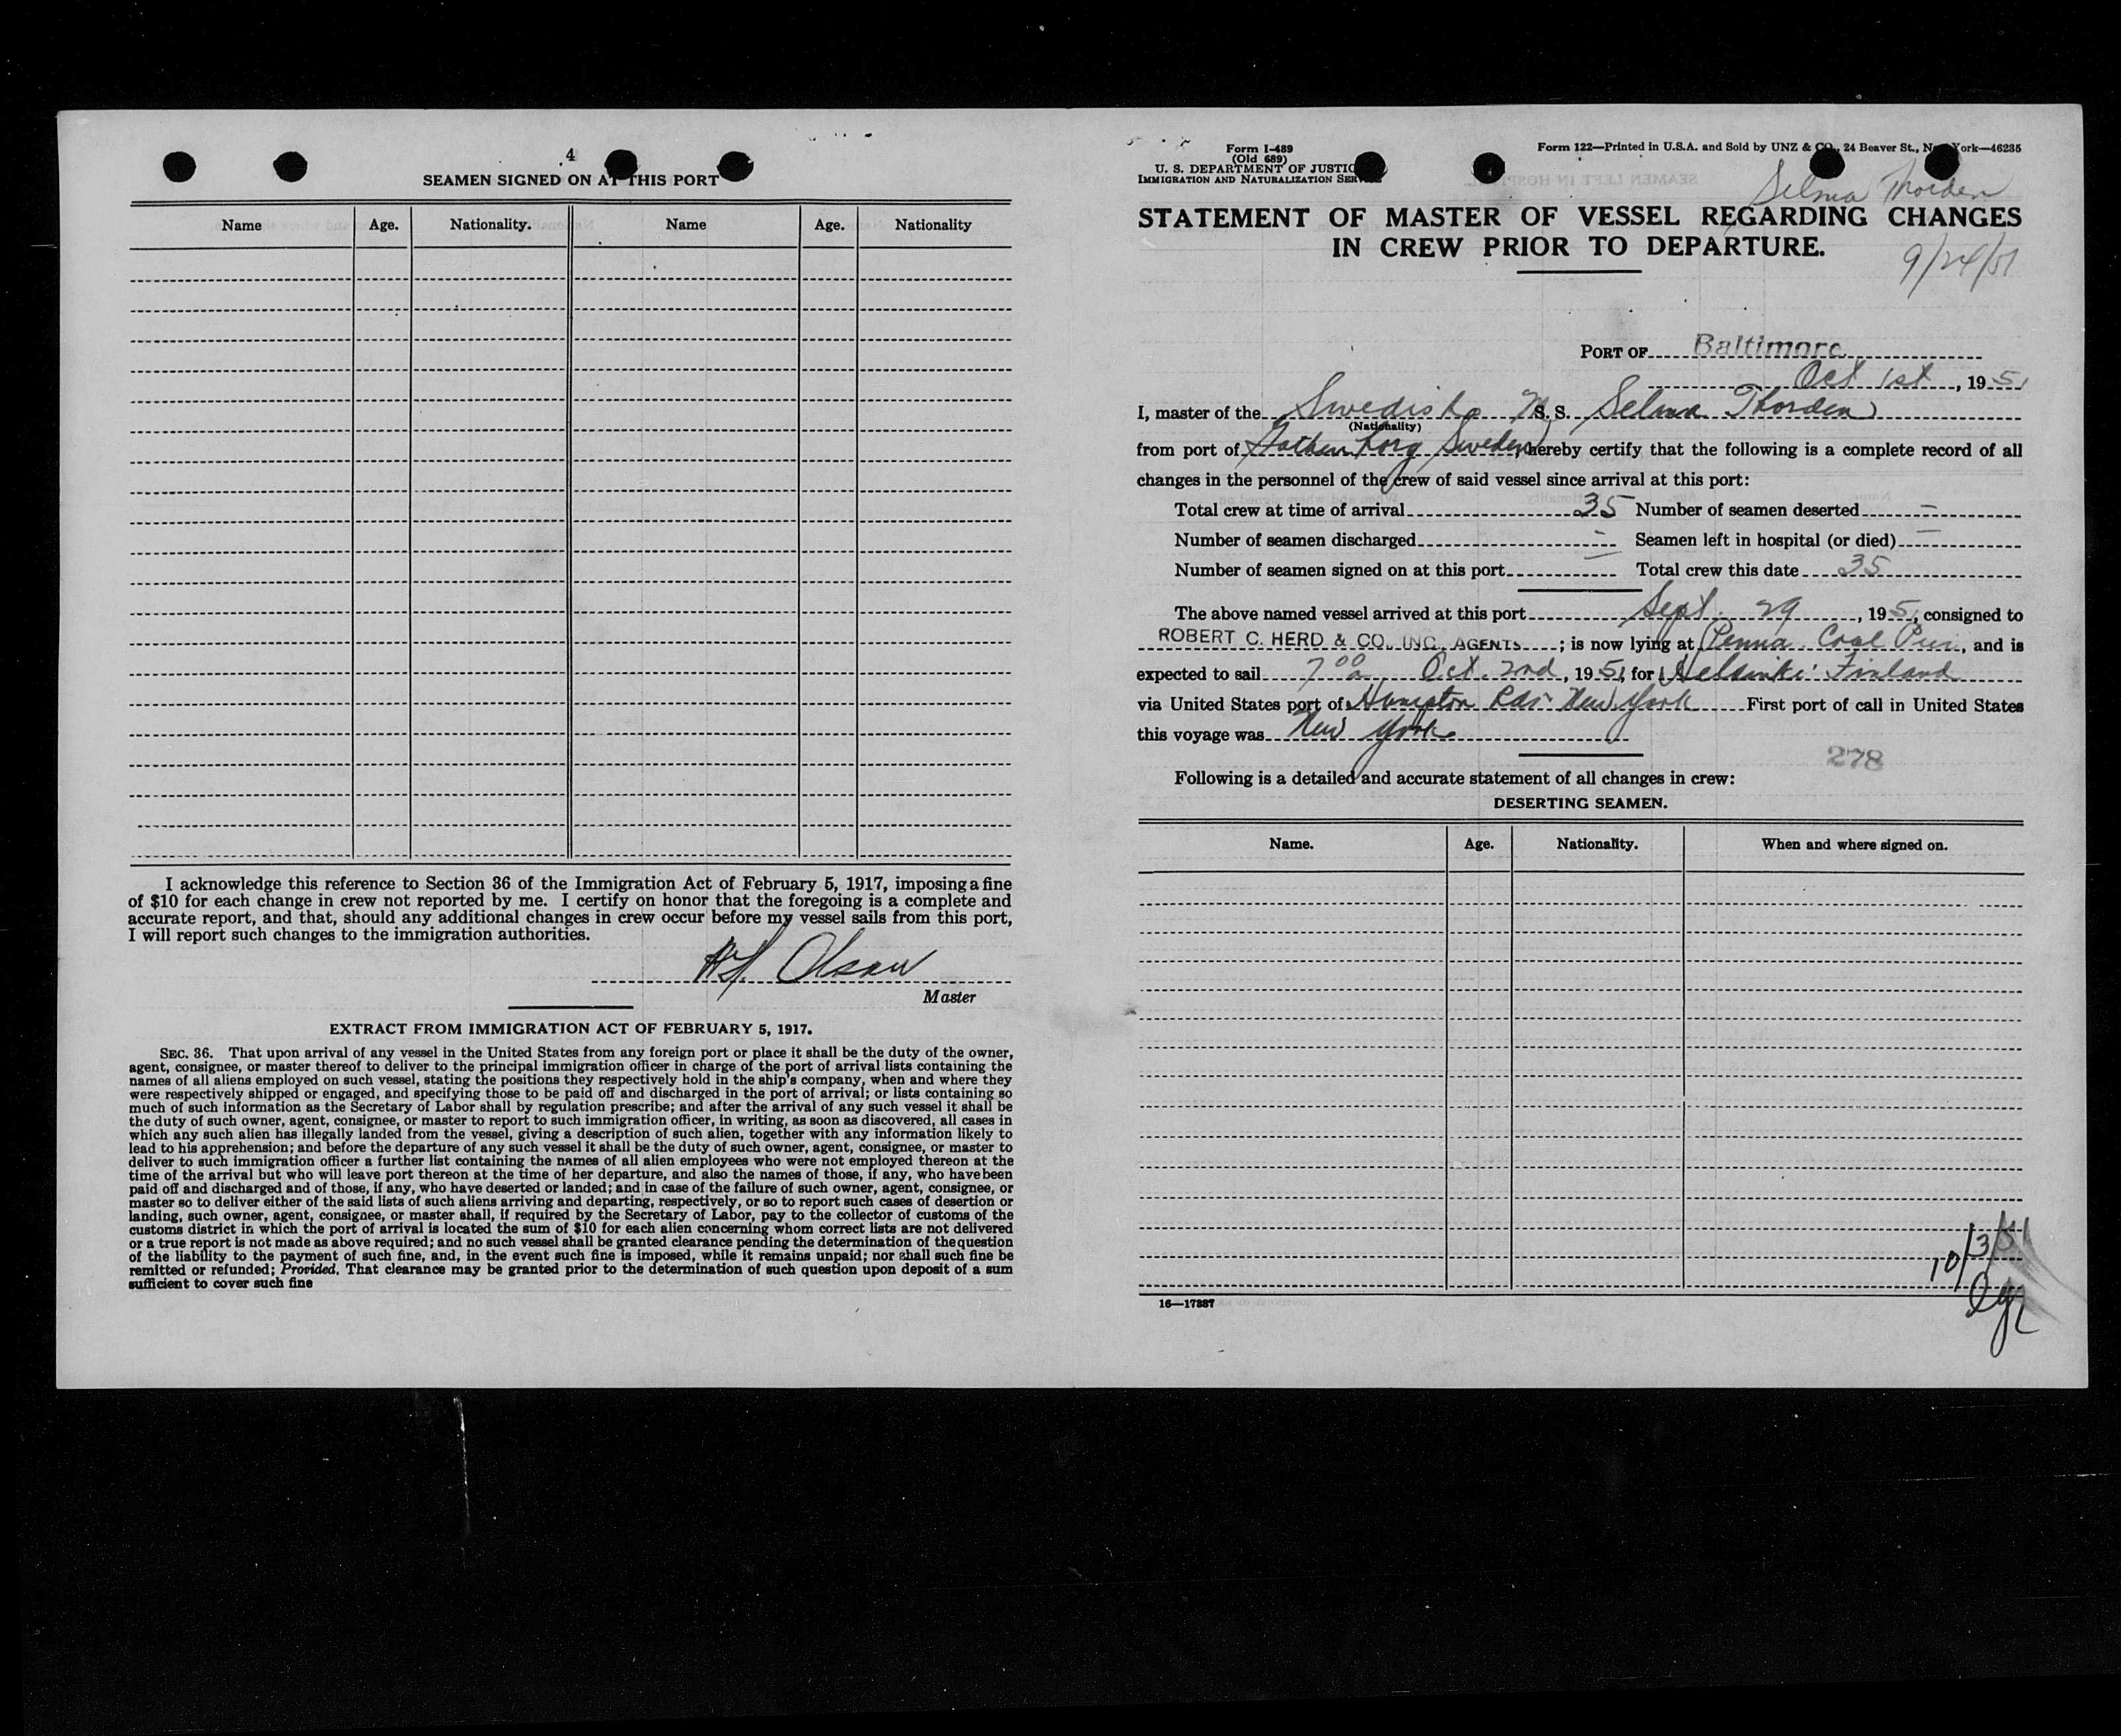 4
SEAMEN SIGNED ON AT THIS PORT
Name Age. Nationality. Name Age. Nationality
I acknowledge this reference to Section 36 of the Immigration Act of February 5, 1917, imposing a fine
of $10 for each change in crew not reported by me. I certify on honor that the foregoing is a complete and
accurate report, and that, should any additional changes in crew occur before my vessel sails from this port,
I will report such changes to the immigration authorities.
Olsson
Master
EXTRACT FROM IMMIGRATION ACT OF FEBRUARY 5, 1917.
SEC. 36. That upon arrival of any vessel in the United States from any foreign port or place it shall be the duty of the owner,
agent, consignee, or master thereof to deliver to the principal immigration officer in charge of the port of arrival lists containing the
names of all aliens employed on such vessel, stating the positions they respectively hold in the ship's company, when and where they
were respectively shipped or engaged, and specifying those to be paid off and discharged in the port of arrival; or lists containing so
much of such information as the Secretary of Labor shall by regulation prescribe; and after the arrival of any such vessel it shall be
the duty of such owner, agent, consignee, or master to report to such immigration officer, in writing, as soon as discovered, all cases in
which any such alien has illegally landed from the vessel, giving a description of such alien, together with any information likely to
lead to his apprehension; and before the departure of any such vessel it shall be the duty of such owner, agent, consignee, or master to
deliver to such immigration officer a further list containing the names of all alien employees who were not employed thereon at the
time of the arrival but who will leave port thereon at the time of her departure, and also the names of those, if any, who have been
paid off and discharged and of those, if any, who have deserted or landed; and in case of the failure of such owner, agent, consignee, or
master so to deliver either of the said lists of such aliens arriving and departing, respectively, or so to report such cases of desertion or
landing, such owner, agent, consignee, or master shall, if required by the Secretary of Labor, pay to the collector of customs of the
customs district in which the port of arrival is located the sum of $10 for each alien concerning whom correct lists are not delivered
or a true report is not made as above required; and no such vessel shall be granted clearance pending the determination of the question
of the liability to the payment of such fine, and, in the event such fine is imposed, while it remains unpaid; nor shall such fine be
remitted or refunded; Provided, That clearance may be granted prior to the determination of such question upon deposit of a sum
sufficient to cover such fine
Form I-489
(Old 689)
U. S. DEPARTMENT OF JUSTIC
IMMIGRATION AND NATURALIZATION SER
Form 122—Printed in U.S.A. and Sold by UNZ & CO., 24 Beaver St., N York—46235
Selma Thorden
STATEMENT OF MASTER OF VESSEL REGARDING CHANGES
IN CREW PRIOR TO DEPARTURE.
9/24/51
PORT OF Baltimore
Oct 1st, 1951
I, master of the Swedish M S. S. Selma Thorden
(Nationality)
from port of Gothenborg Sweden, hereby certify that the following is a complete record of all
changes in the personnel of the crew of said vessel since arrival at this port:
Total crew at time of arrival 35 Number of seamen deserted -
Number of seamen discharged - Seamen left in hospital (or died) -
Number of seamen signed on at this port - Total crew this date 35
The above named vessel arrived at this port Sept. 29, 1951, consigned to
ROBERT C. HERD & CO., INC. AGENTS; is now lying at Penna. Coal Pier, and is
expected to sail 7 00 a Oct. 2nd, 1951, for Helsinki Finland
via United States port of Hampton Rds New York First port of call in United States
this voyage was New York
278
Following is a detailed and accurate statement of all changes in crew:
DESERTING SEAMEN.
Name. Age. Nationality. When and where signed on.
10/3/51
16—17387